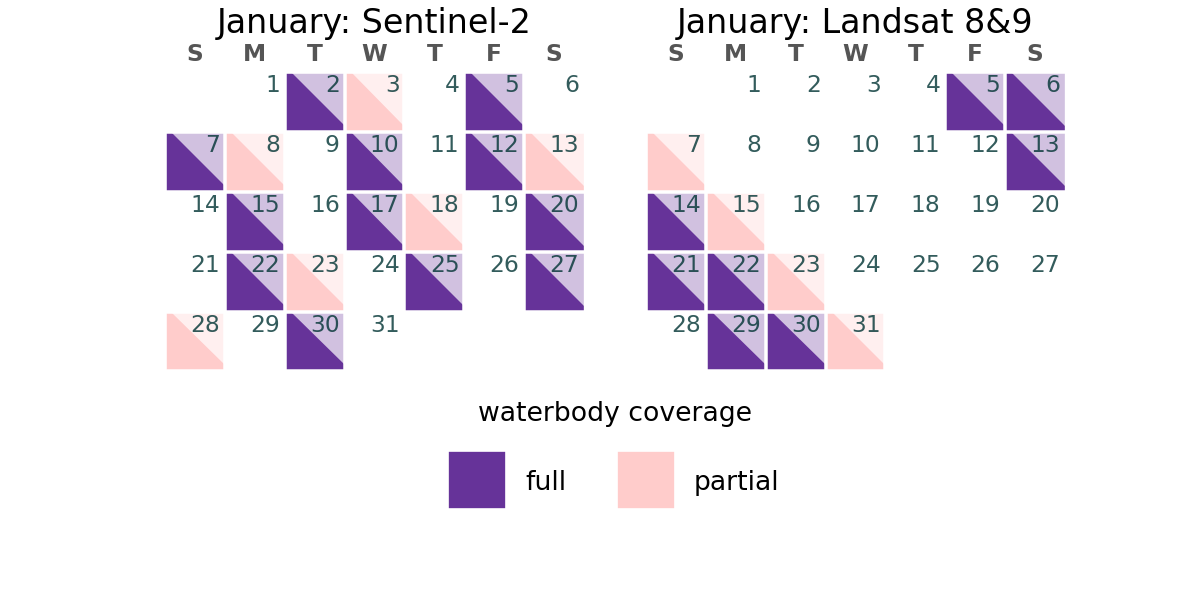 January: Sentinel-2
S M T W T F S
1 2 3 4 5 6
7 8 9 10 11 12 13
14 15 16 17 18 19 20
21 22 23 24 25 26 27
28 29 30 31
January: Landsat 8&9
S M T W T F S
1 2 3 4 5 6
7 8 9 10 11 12 13
14 15 16 17 18 19 20
21 22 23 24 25 26 27
28 29 30 31
waterbody coverage
full partial